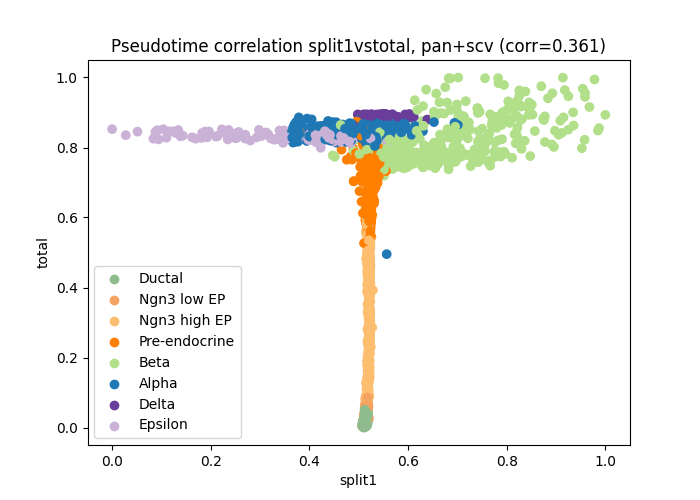 Pseudotime correlation split1vstotal, pan+scv (corr=0.361)
1.0
0.8
0.6
0.4
0.2
0.0
total
Ductal
Ngn3 low EP
Ngn3 high EP
Pre-endocrine
Beta
Alpha
Delta
Epsilon
0.0 0.2 0.4 0.6 0.8 1.0
split1